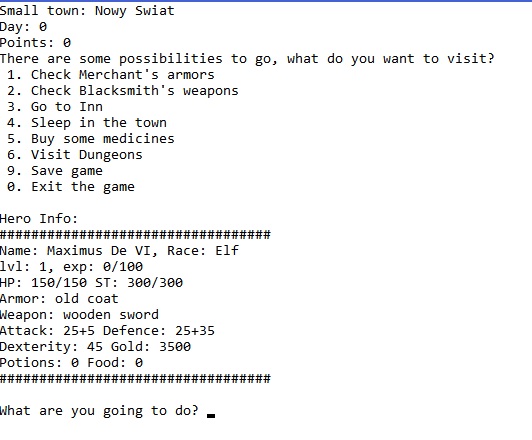 Small town: Nowy Swiat
Day: 0
Points: 0
There are some possibilities to go, what do you want to visit?
1. Check Merchant's armors
2. Check Blacksmith's weapons
3. Go to Inn
4. Sleep in the town
5. Buy some medicines
6. Visit Dungeons
9. Save game
0. Exit the game
Hero Info:
##################################
Name: Maximus De VI, Race: Elf
lvl: 1, exp: 0/100
HP: 150/150 ST: 300/300
Armor: old coat
Weapon: wooden sword
Attack: 25+5 Defence: 25+35
Dexterity: 45 Gold: 3500
Potions: 0 Food: 0
##################################
What are you going to do? _